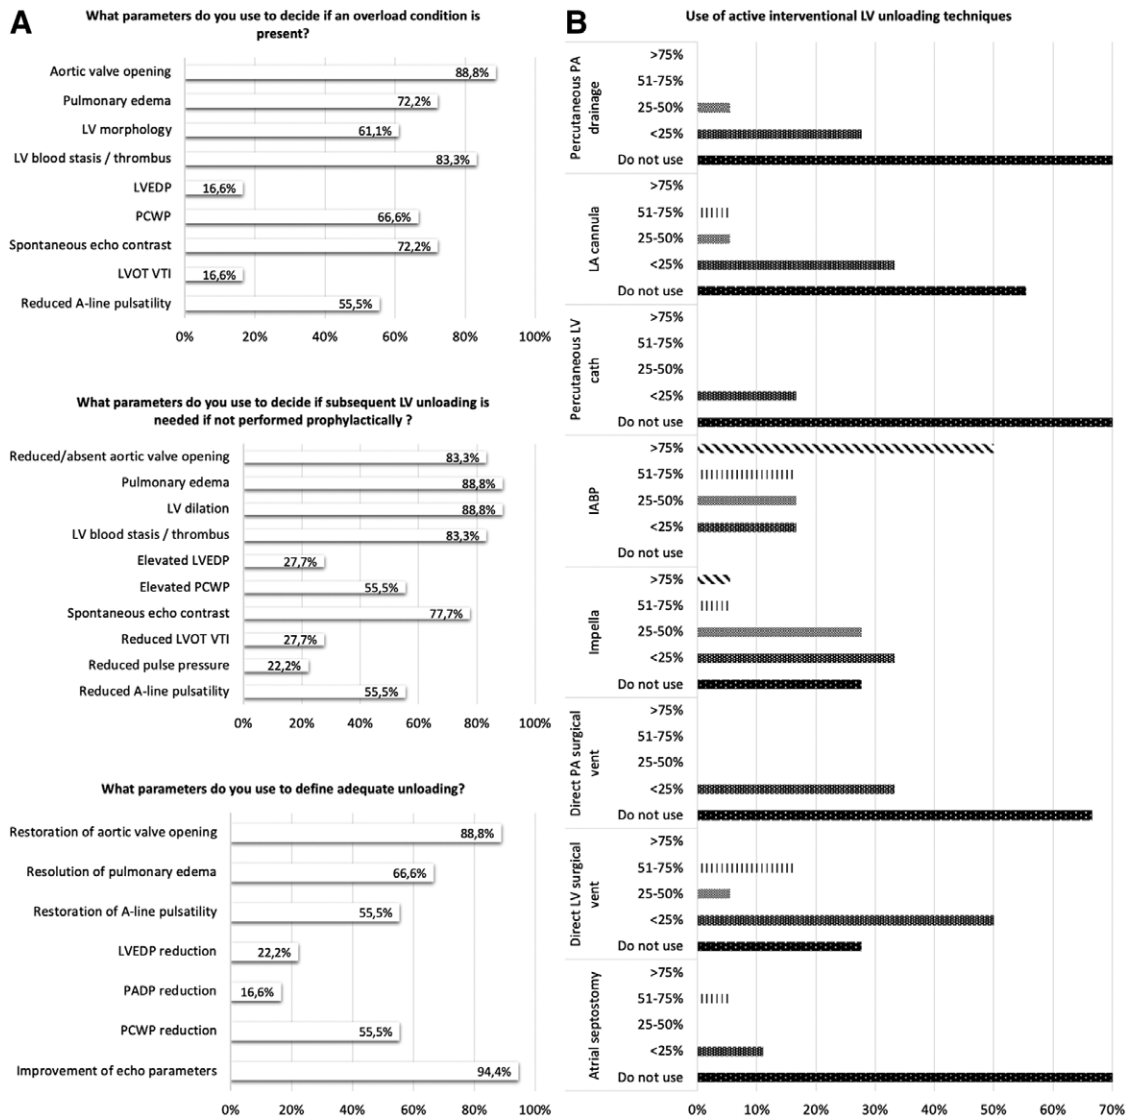 A
What parameters do you use to decide if an overload condition is
present?
Aortic valve opening
88,8%
Pulmonary edema
72,2%
LV morphology
61,1%
LV blood stasis / thrombus
83,3%
LVEDP
16,6%
PCWP
66,6%
Spontaneous echo contrast
72,2%
LVOT VTI
16,6%
Reduced A-line pulsatility
55,5%
0% 20% 40% 60% 80% 100%
What parameters do you use to decide if subsequent LV unloading is
needed if not performed prophylactically ?
Reduced/absent aortic valve opening
83,3%
Pulmonary edema
88,8%
LV dilation
88,8%
LV blood stasis / thrombus
83,3%
Elevated LVEDP
27,7%
Elevated PCWP
55,5%
Spontaneous echo contrast
77,7%
Reduced LVOT VTI
27,7%
Reduced pulse pressure
22,2%
Reduced A-line pulsatility
55,5%
0% 20% 40% 60% 80% 100%
What parameters do you use to define adequate unloading?
Restoration of aortic valve opening
88,8%
Resolution of pulmonary edema
66,6%
Restoration of A-line pulsatility
55,5%
LVEDP reduction
22,2%
PADP reduction
16,6%
PCWP reduction
55,5%
Improvement of echo parameters
94,4%
0% 20% 40% 60% 80% 100%
B
Use of active interventional LV unloading techniques
Percutaneous PA
drainage
>75%
51-75%
25-50%
<25%
Do not use
LA cannula
>75%
51-75%
25-50%
<25%
Do not use
Percutaneous LV
cath
>75%
51-75%
25-50%
<25%
Do not use
IABP
>75%
51-75%
25-50%
<25%
Do not use
Impella
>75%
51-75%
25-50%
<25%
Do not use
Direct PA surgical
vent
>75%
51-75%
25-50%
<25%
Do not use
Direct LV surgical
vent
>75%
51-75%
25-50%
<25%
Do not use
Atrial septostomy
>75%
51-75%
25-50%
<25%
Do not use
0% 10% 20% 30% 40% 50% 60% 70%